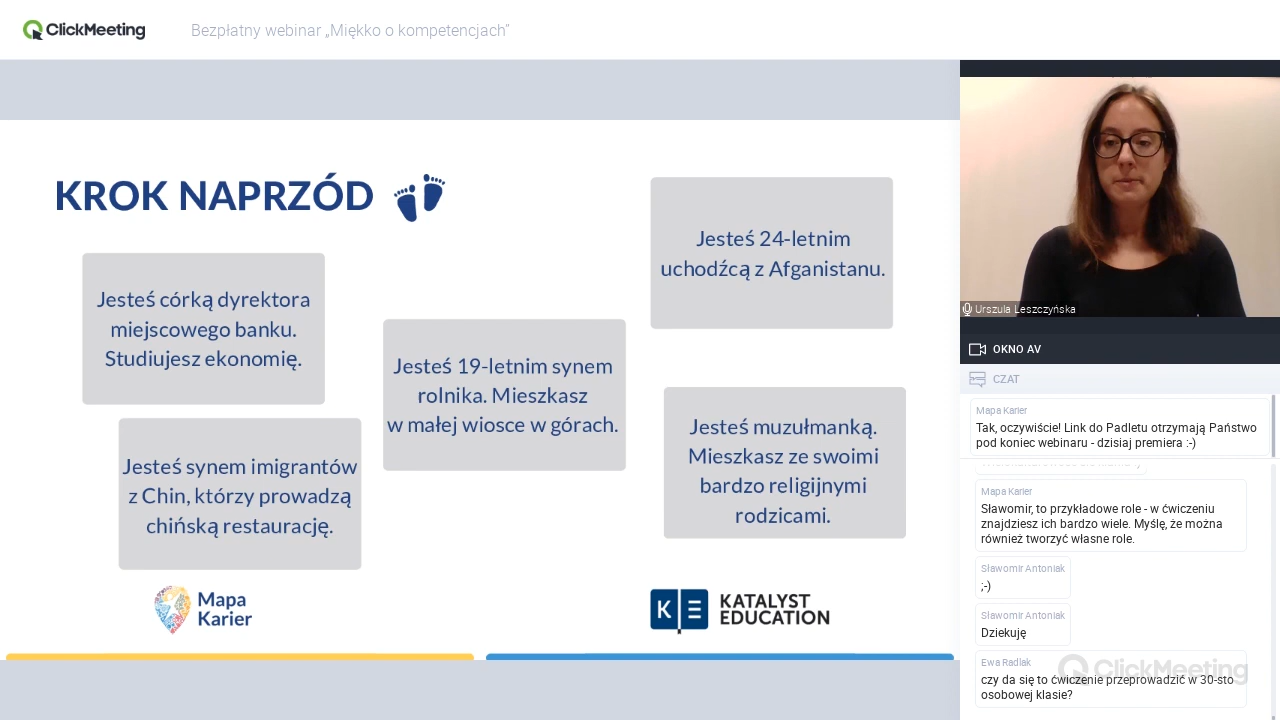 ClickMeeting
Bezpłatny webinar „Miękko o kompetencjach"
KROK NAPRZÓD
Jesteś córką dyrektora
miejscowego banku.
Studiujesz ekonomię.
Jesteś synem imigrantów
z Chin, którzy prowadzą
chińską restaurację.
Jesteś 19-letnim synem
rolnika. Mieszkasz
w małej wiosce w górach.
Jesteś 24-letnim
uchodźcą z Afganistanu.
Jesteś muzułmanką.
Mieszkasz ze swoimi
bardzo religijnymi
rodzicami.
Mapa
Karier
KE
KATALYST
EDUCATION
Urszula Leszczyńska
OKNO AV
CZAT
Mapa Karier
Tak, oczywiście! Link do Padletu otrzymają Państwo
pod koniec webinaru - dzisiaj premiera :-)
Mapa Karier
Sławomir, to przykładowe role - w ćwiczeniu
znajdziesz ich bardzo wiele. Myślę, że można
również tworzyć własne role.
Sławomir Antoniak
;-)
Sławomir Antoniak
Dziekuję
Ewa Radlak
czy da się to ćwiczenie przeprowadzić w 30-sto
osobowej klasie?
ClickMeeting